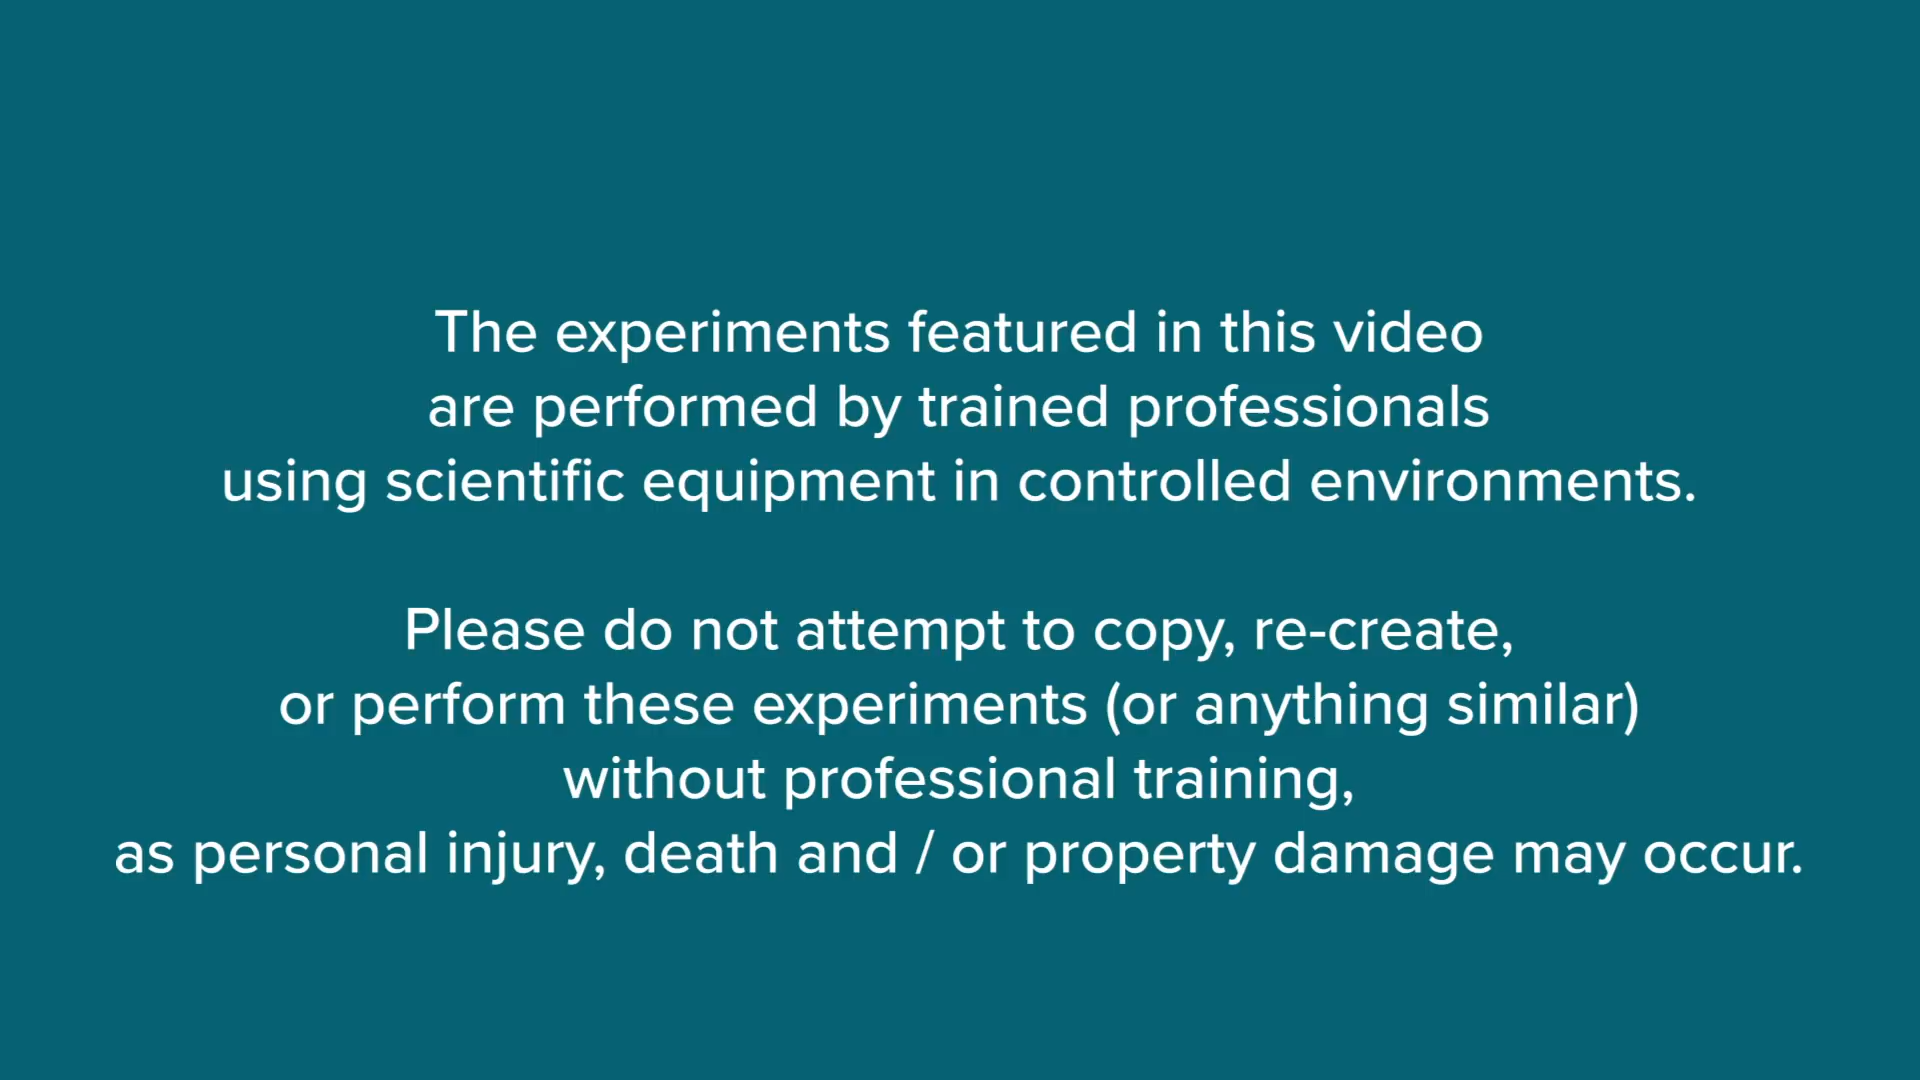 The experiments featured in this video
are performed by trained professionals
using scientific equipment in controlled environments.
Please do not attempt to copy, re-create,
or perform these experiments (or anything similar)
without professional training,
as personal injury, death and / or property damage may occur.